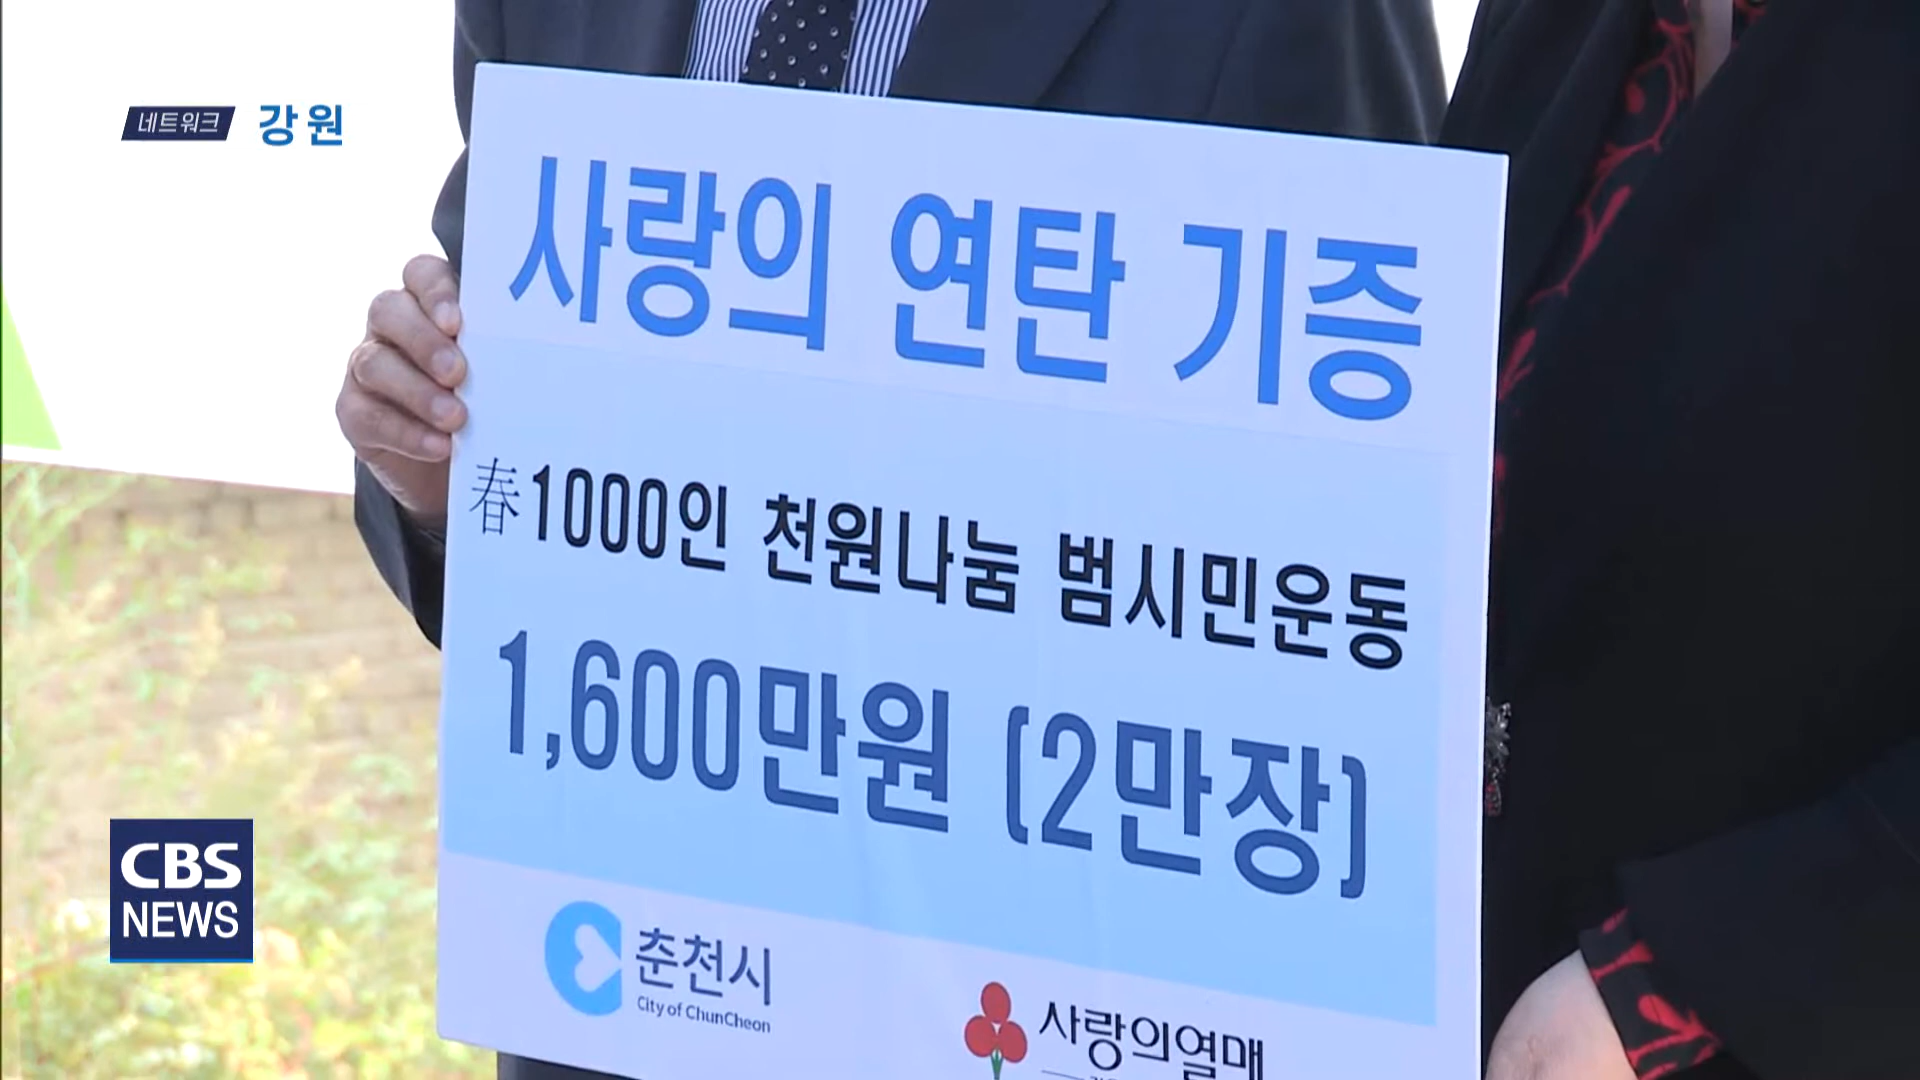 네트워크 강원
사랑의 연탄 기증
春1000인 천원나눔 범시민운동
1,600만원 (2만장)
춘천시
City of ChunCheon
사랑의열매
CBS
NEWS